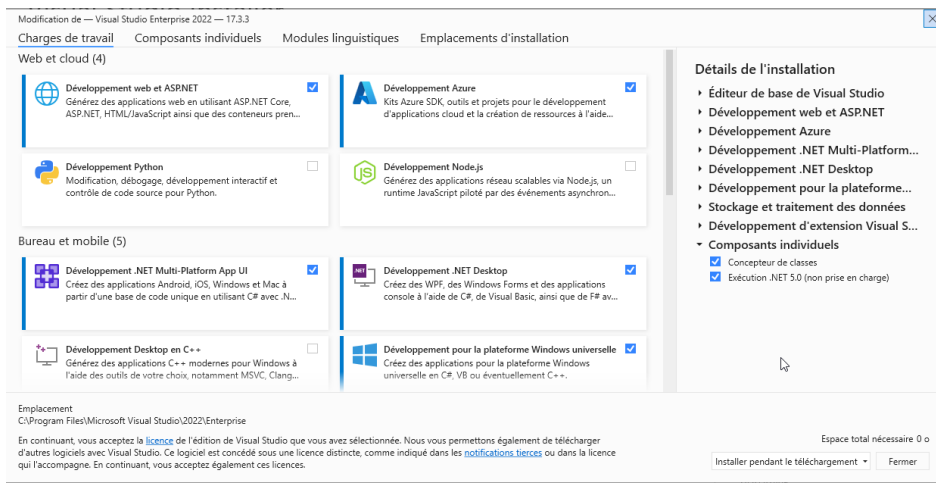 Modification de — Visual Studio Enterprise 2022 — 17.3.3
Charges de travail
Composants individuels
Modules linguistiques
Emplacements d'installation
Web et cloud (4)
Développement web et ASP.NET
Générez des applications web en utilisant ASP.NET Core,
ASP.NET, HTML/JavaScript ainsi que des conteneurs pren...
Développement Azure
Kits Azure SDK, outils et projets pour le développement
d'applications cloud et la création de ressources à l'aide...
Développement Python
Modification, débogage, développement interactif et
contrôle de code source pour Python.
JS
Développement Node.js
Générez des applications réseau scalables via Node.js, un
runtime JavaScript piloté par des événements asynchron...
Bureau et mobile (5)
Développement .NET Multi-Platform App UI
Créez des applications Android, iOS, Windows et Mac à
partir d'une base de code unique en utilisant C# avec .N...
.NET
Développement .NET Desktop
Créez des WPF, des Windows Forms et des applications
console à l'aide de C#, de Visual Basic, ainsi que de F# av...
Développement Desktop en C++
Générez des applications C++ modernes pour Windows à
l'aide des outils de votre choix, notamment MSVC, Clang...
Développement pour la plateforme Windows universelle
Créez des applications pour la plateforme Windows
universelle en C#, VB ou éventuellement C++.
Détails de l'installation
Éditeur de base de Visual Studio
Développement web et ASP.NET
Développement Azure
Développement .NET Multi-Platform...
Développement .NET Desktop
Développement pour la plateforme...
Stockage et traitement des données
Développement d'extension Visual S...
Composants individuels
Concepteur de classes
Exécution .NET 5.0 (non prise en charge)
Emplacement
C:\Program Files\Microsoft Visual Studio\2022\Enterprise
En continuant, vous acceptez la licence de l'édition de Visual Studio que vous avez sélectionnée. Nous vous permettons également de télécharger
d'autres logiciels avec Visual Studio. Ce logiciel est concédé sous une licence distincte, comme indiqué dans les notifications tierces ou dans la licence
qui l'accompagne. En continuant, vous acceptez également ces licences.
Espace total nécessaire 0 o
Installer pendant le téléchargement
Fermer